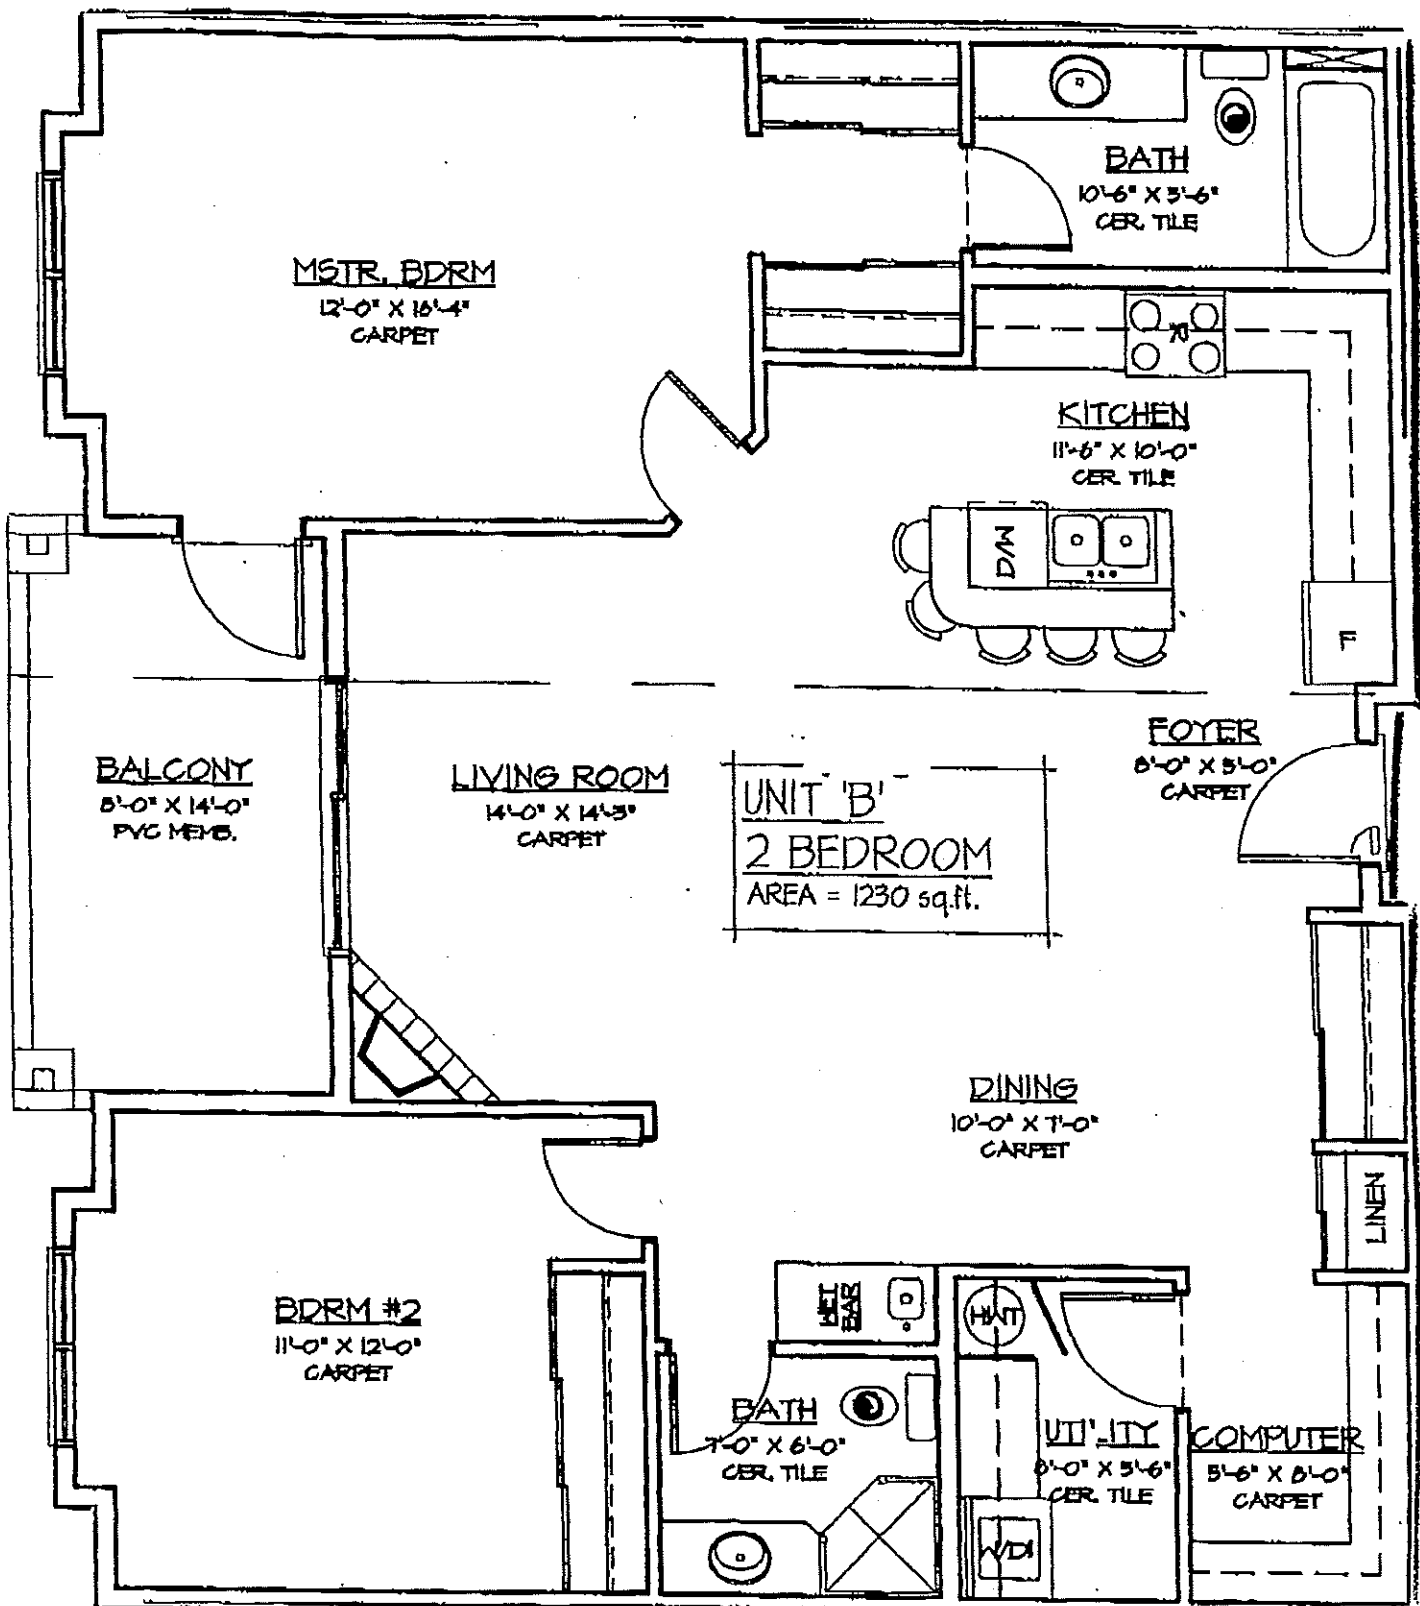 BATH
10'-6" X 5'-6"
CER. TILE
MSTR. BDRM
12'-0" X 16'-4"
CARPET
KITCHEN
11'-6" X 10'-0"
CER. TILE
D/W
F
FOYER
8'-0" X 5'-0"
CARPET
BALCONY
8'-0" X 14'-0"
PVC MEMB.
LIVING ROOM
14'-0" X 14'-3"
CARPET
UNIT 'B'
2 BEDROOM
AREA = 1230 sq.ft.
DINING
10'-0" X 7'-0"
CARPET
LINEN
WET
BAR
HWT
BDRM #2
11'-0" X 12'-0"
CARPET
BATH
7'-0" X 6'-0"
CER. TILE
UTILITY
8'-0" X 5'-6"
CER. TILE
COMPUTER
5'-6" X 8'-0"
CARPET
W/D